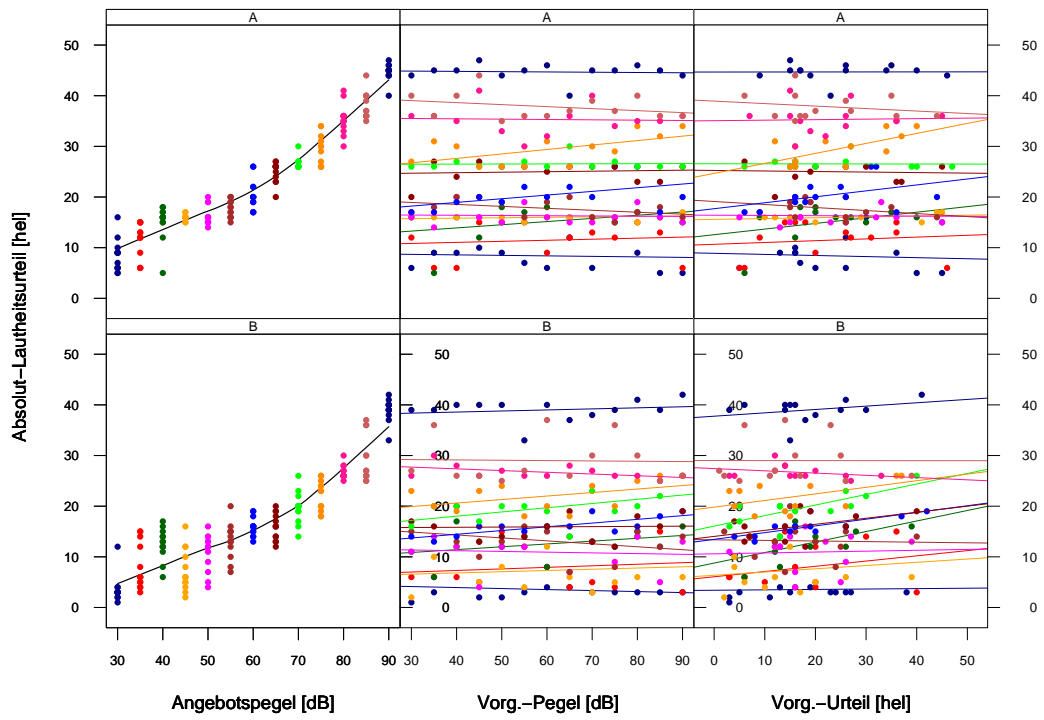 A A A
50 50
40 40
30 30
20 20
10 10
0 0
B B B
50 50 50 50
40 40 40 40
30 30 30 30
20 20 20 20
10 10 10 10
0 0 0 0
Absolut−Lautheitsurteil [hel]
30 40 50 60 70 80 90 30 40 50 60 70 80 90 0 10 20 30 40 50
Angebotspegel [dB] Vorg.−Pegel [dB] Vorg.−Urteil [hel]